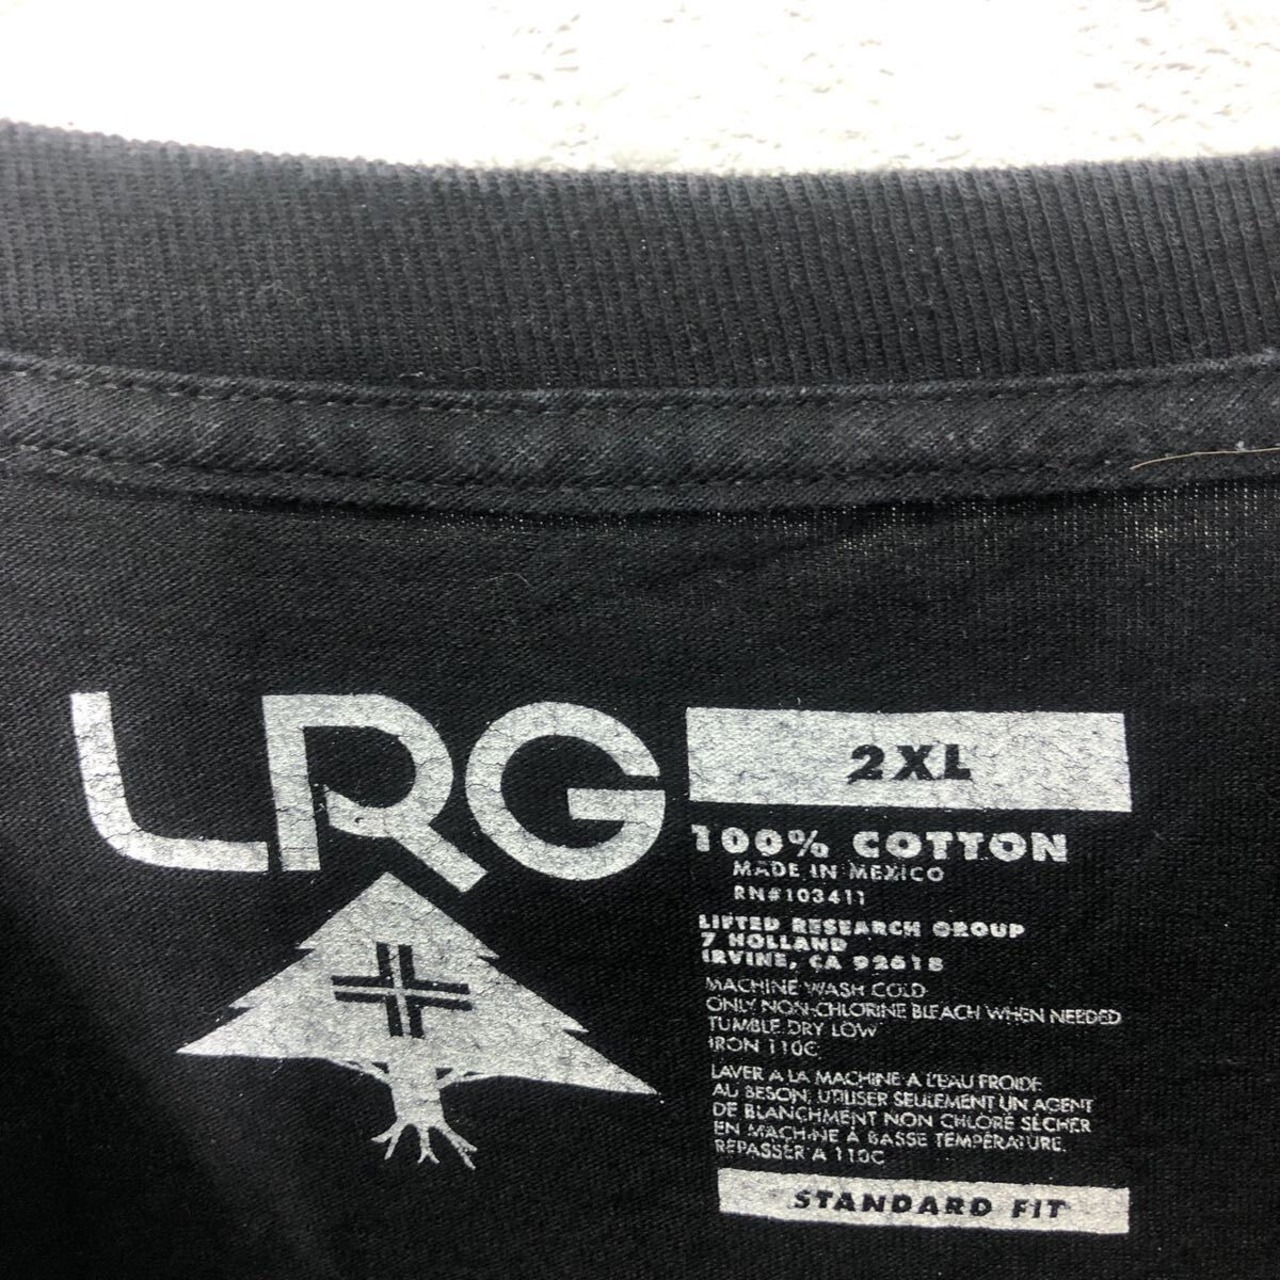 LRG
2XL
100% COTTON
MADE IN MEXICO
RN#103411
LIFTED RESEARCH GROUP
7 HOLLAND
IRVINE, CA 92618
MACHINE WASH COLD
ONLY NON-CHLORINE BLEACH WHEN NEEDED
TUMBLE DRY LOW
IRON 110C
LAVER A LA MACHINE A L'EAU FROIDE
AU BESOIN, UTILISER SEULEMENT UN AGENT
DE BLANCHMENT NON CHLORÉ SÉCHER
EN MACHINE À BASSE TEMPÉRATURE.
REPASSER A 110C
STANDARD FIT